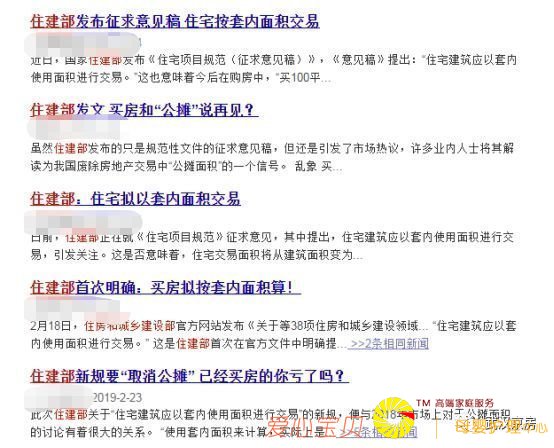 住建部发布征求意见稿 住宅按套内面积交易
近日，国家住建部发布《住宅项目规范（征求意见稿）》，《意见稿》提出：“住宅建筑应以套内
使用面积进行交易。”这也意味着今后在购房中，“买100平...
住建部发文 买房和“公摊”说再见？
虽然住建部发布的只是规范性文件的征求意见稿，但还是引发了市场热议，许多业内人士将其解
读为我国废除房地产交易中“公摊面积”的一个信号。 乱象 买...
住建部：住宅拟以套内面积交易
日前，住建部正在就《住宅项目规范》征求意见，其中提出，住宅建筑应以套内使用面积进行交
易，引发关注。这是否意味着，住宅交易面积将从建筑面积变为...
住建部首次明确：买房拟按套内面积算！
2月18日，住房和城乡建设部官方网站发布《关于等38项住房和城乡建设领域... “住宅建筑应以套
内使用面积进行交易。” 这是住建部首次在官方文件中明确提... >>2条相同新闻
住建部新规要“取消公摊” 已经买房的你亏了吗？
2019-2-23
TM 高端家庭服务
此次住建部关于“住宅建筑应以套内面积交易”的新规，便与2018年市场上对于公摊面积
的讨论有着很大的关系。 “使用套内面积来计算，实际上是 >>6条相同新闻
爱心宝贝